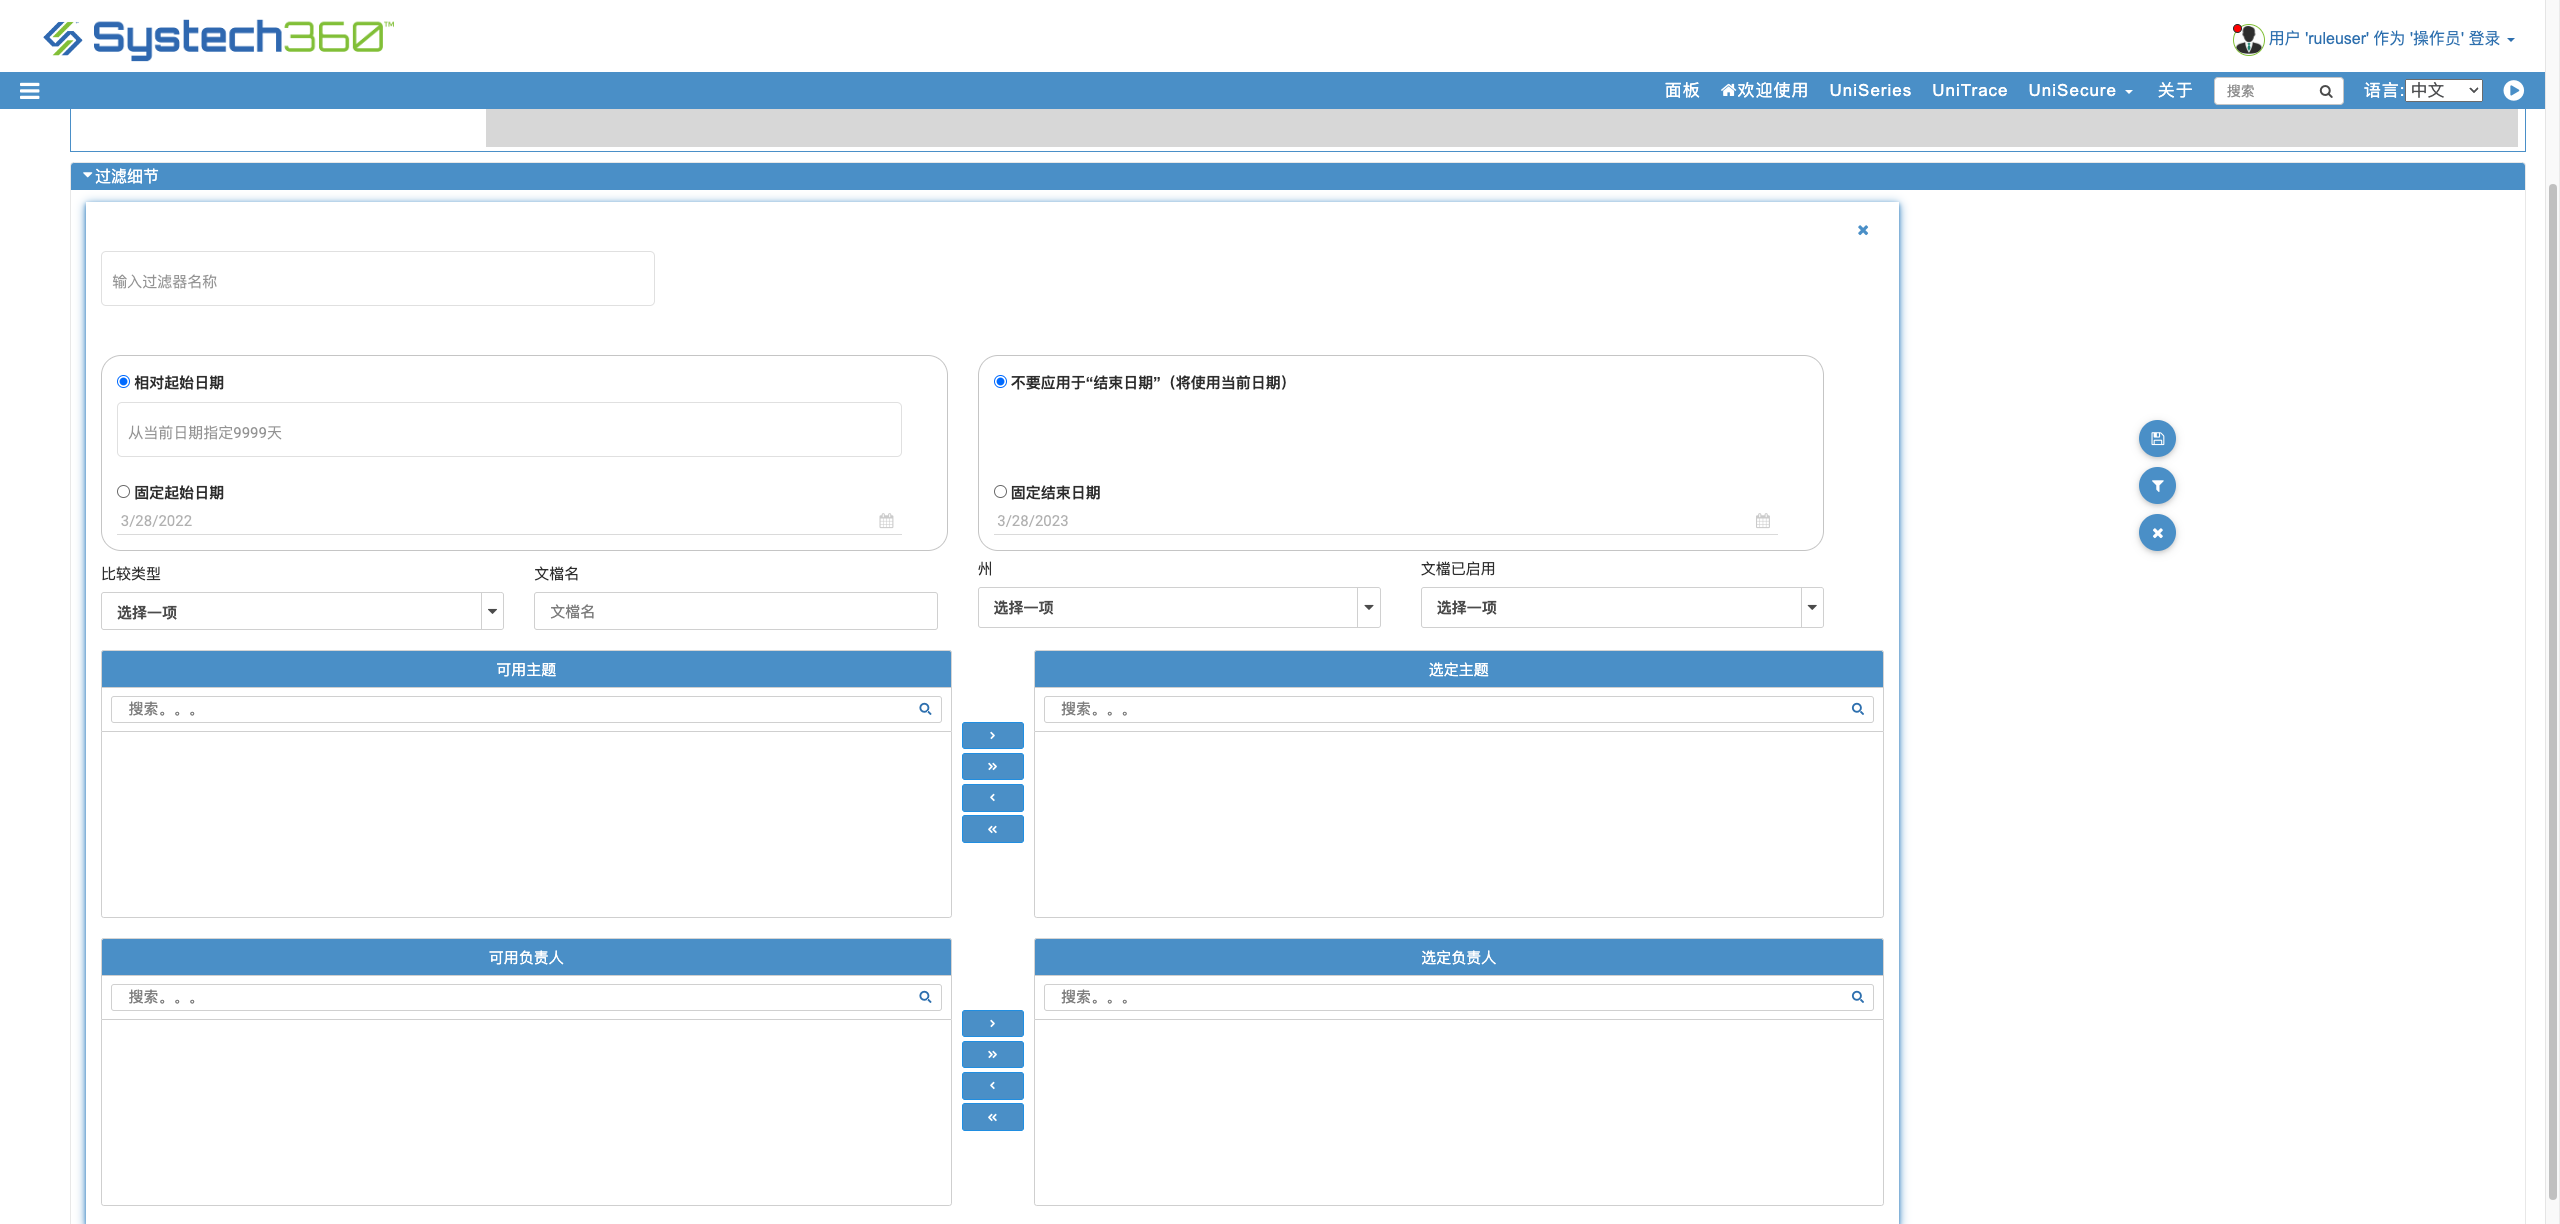 Systech360™
用户 'ruleuser' 作为 '操作员' 登录
面板 欢迎使用 UniSeries UniTrace UniSecure 关于 搜索 语言: 中文
过滤细节
输入过滤器名称
相对起始日期
从当前日期指定9999天
固定起始日期
3/28/2022
不要应用于“结束日期”（将使用当前日期）
固定结束日期
3/28/2023
比较类型 文檔名 州 文檔已启用
选择一项 文檔名 选择一项 选择一项
可用主题 选定主题
搜索。。。 搜索。。。
可用负责人 选定负责人
搜索。。。 搜索。。。